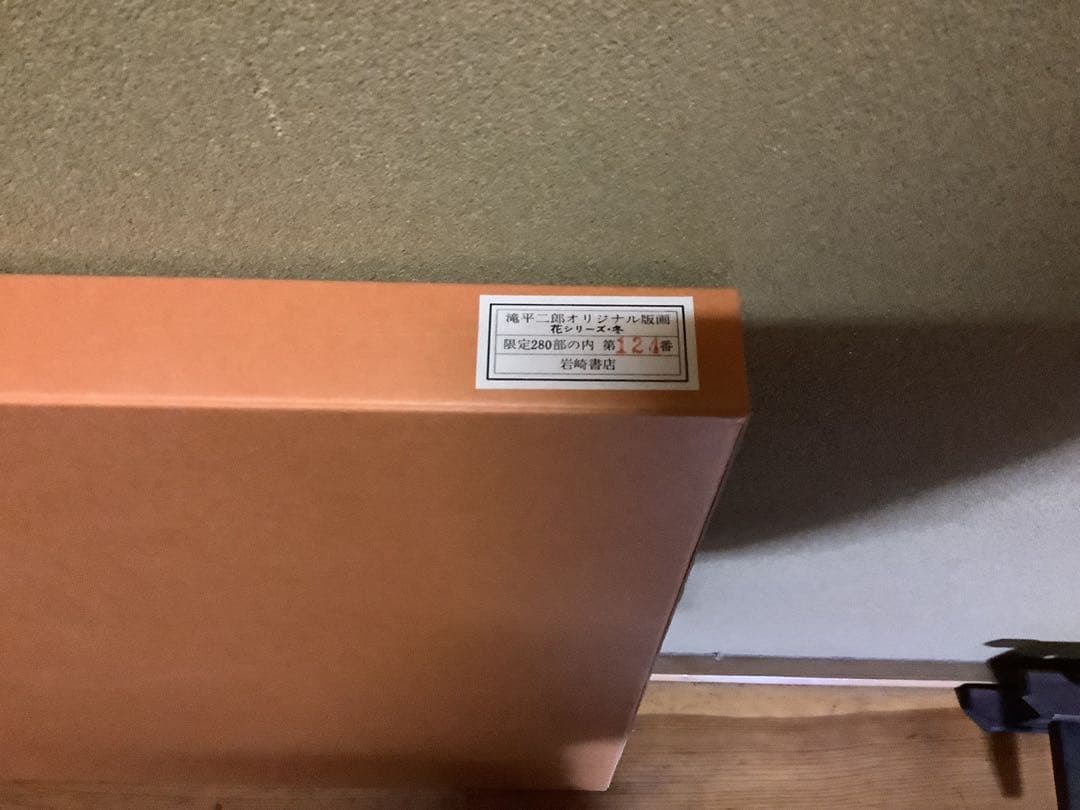 滝平二郎オリジナル版画
花シリーズ・冬
限定280部の内 第124番
岩崎書店